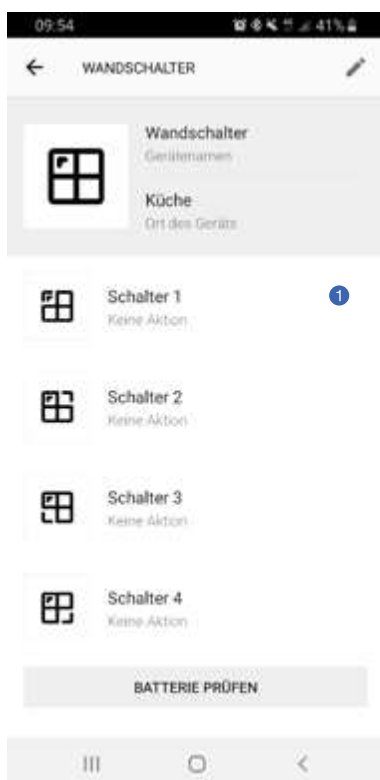 09:54
41%
WANDSCHALTER
Wandschalter
Gerätenamen
Küche
Ort des Geräts
Schalter 1
Keine Aktion
1
Schalter 2
Keine Aktion
Schalter 3
Keine Aktion
Schalter 4
Keine Aktion
BATTERIE PRÜFEN